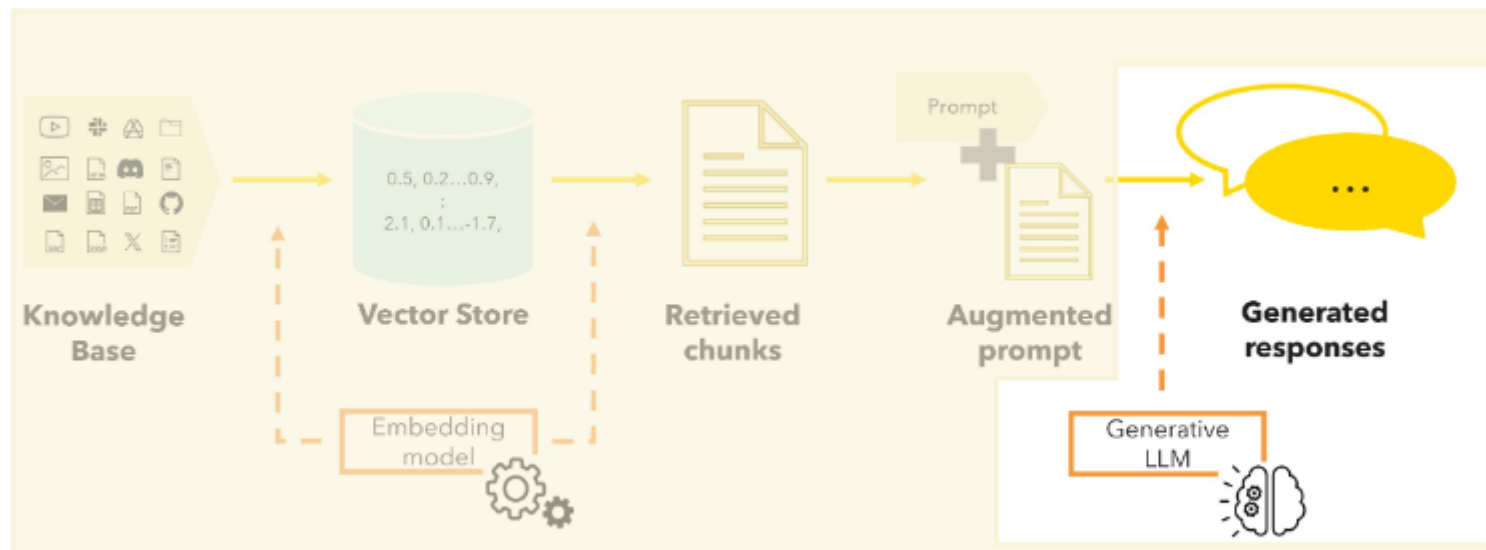 Prompt
0.5, 0.2...0.9,
:
2.1, 0.1...-1.7,
...
Knowledge
Base
Vector Store
Retrieved
chunks
Augmented
prompt
Generated
responses
Embedding
model
Generative
LLM